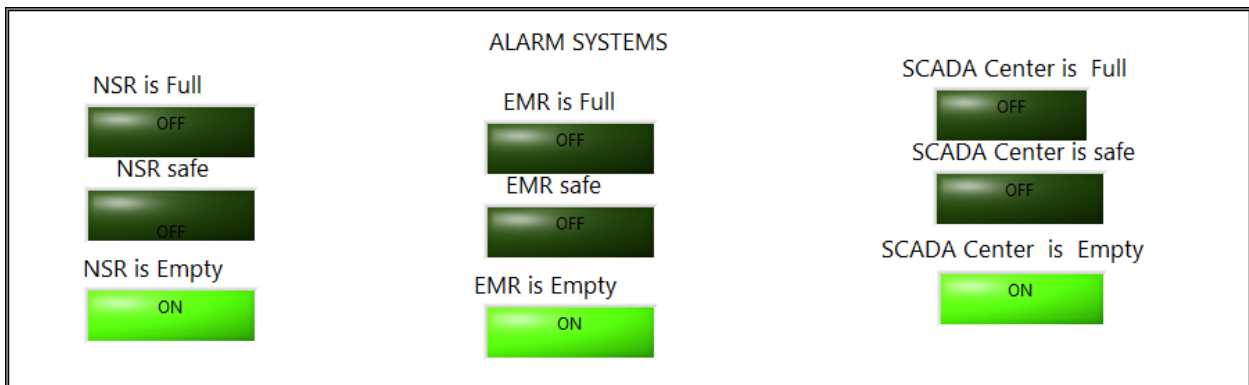 ALARM SYSTEMS
NSR is Full
OFF
NSR safe
OFF
NSR is Empty
ON
EMR is Full
OFF
EMR safe
OFF
EMR is Empty
ON
SCADA Center is  Full
OFF
SCADA Center is safe
OFF
SCADA Center  is  Empty
ON